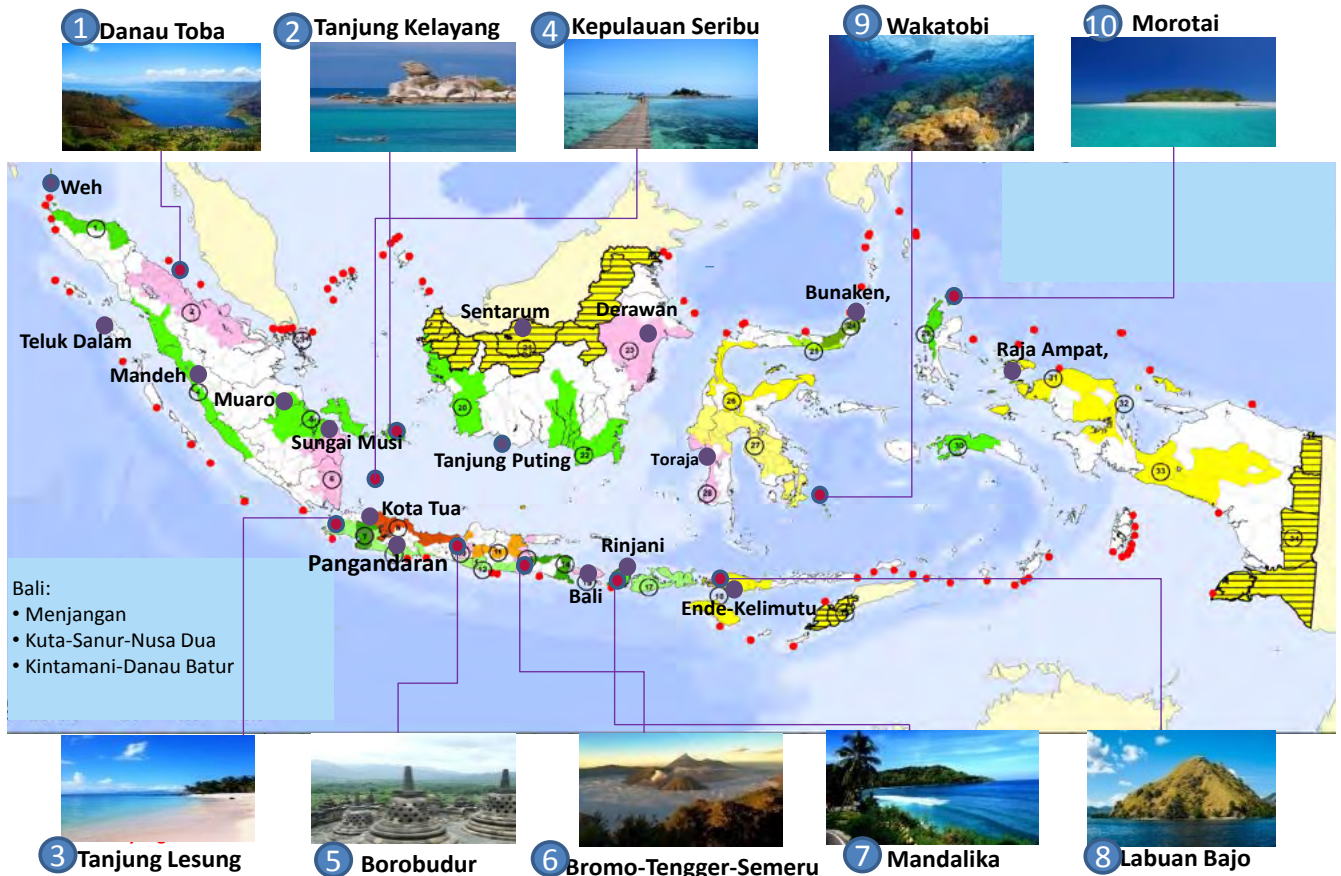 1 Danau Toba
2 Tanjung Kelayang
4 Kepulauan Seribu
9 Wakatobi
10 Morotai
Weh
Teluk Dalam
Mandeh
Muaro
Sungai Musi
Sentarum
Derawan
Tanjung Puting
Bunaken,
Raja Ampat,
Toraja
Kota Tua
Pangandaran
Bali
Rinjani
Ende-Kelimutu
Bali:
• Menjangan
• Kuta-Sanur-Nusa Dua
• Kintamani-Danau Batur
3 Tanjung Lesung
5 Borobudur
6 Bromo-Tengger-Semeru
7 Mandalika
8 Labuan Bajo